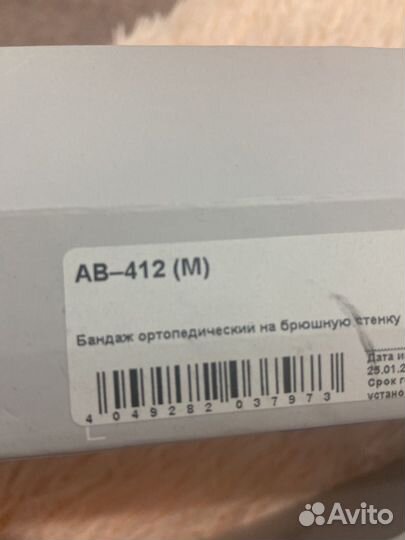 АВ–412 (M)
Бандаж ортопедический на брюшную стенку
Дата и
25.01.2
Срок г
устано
4 049282 037973
Avito